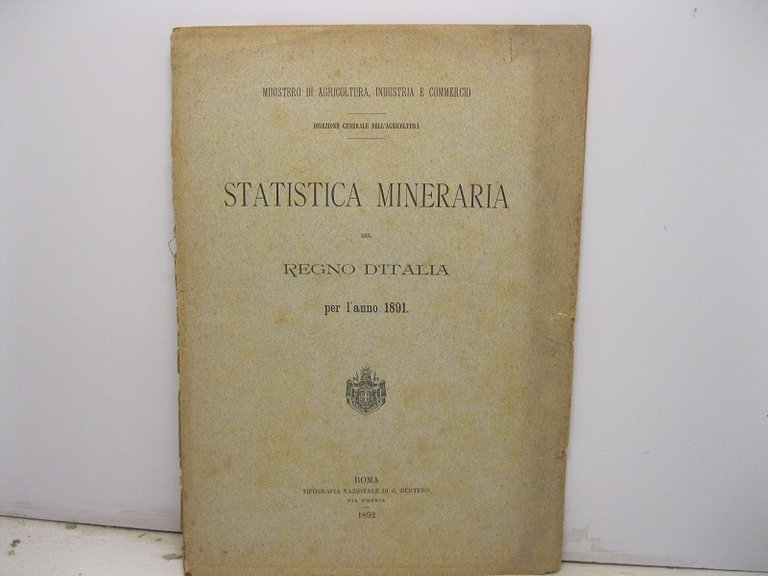 MINISTERO DI AGRICOLTURA, INDUSTRIA E COMMERCIO
DIREZIONE GENERALE DELL'AGRICOLTURA
STATISTICA MINERARIA
DEL
REGNO D'ITALIA
per l'anno 1891.
ROMA
TIPOGRAFIA NAZIONALE DI G. BERTERO
VIA UMBRIA
1892